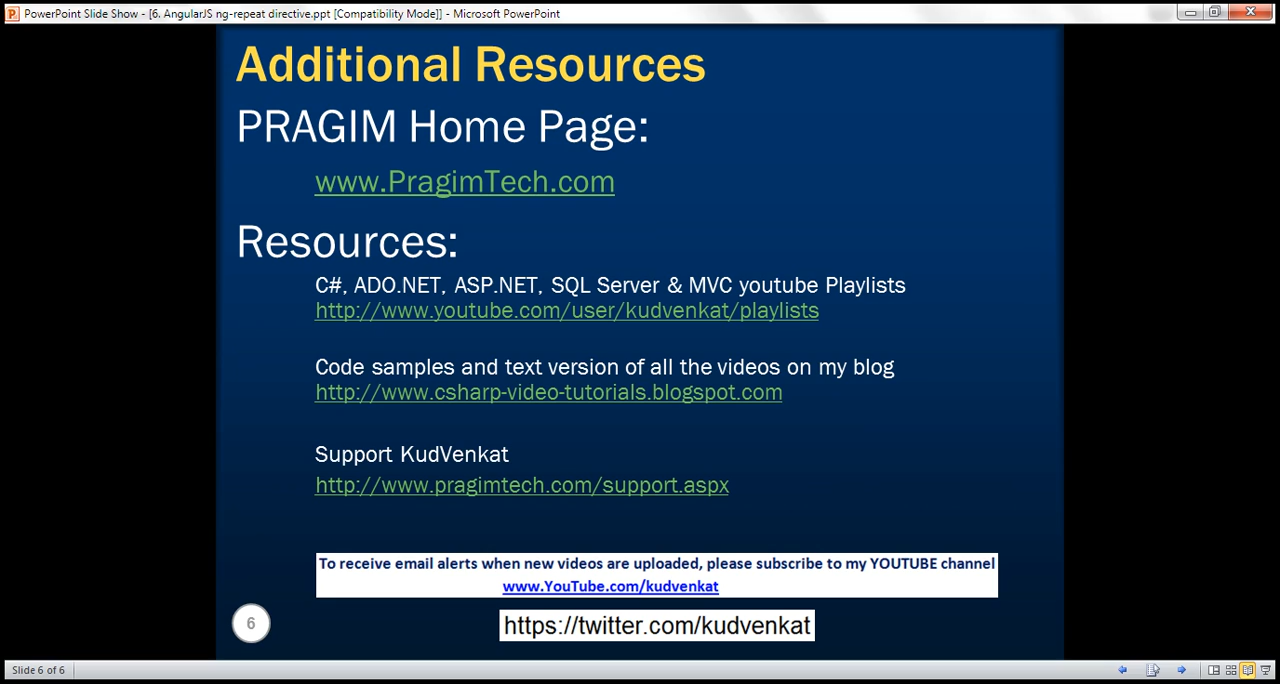 PowerPoint Slide Show - [6. AngularJS ng-repeat directive.ppt [Compatibility Mode]] - Microsoft PowerPoint
Additional Resources
PRAGIM Home Page:
www.PragimTech.com
Resources:
C#, ADO.NET, ASP.NET, SQL Server & MVC youtube Playlists
http://www.youtube.com/user/kudvenkat/playlists
Code samples and text version of all the videos on my blog
http://www.csharp-video-tutorials.blogspot.com
Support KudVenkat
http://www.pragimtech.com/support.aspx
To receive email alerts when new videos are uploaded, please subscribe to my YOUTUBE channel
www.YouTube.com/kudvenkat
6
https://twitter.com/kudvenkat
Slide 6 of 6